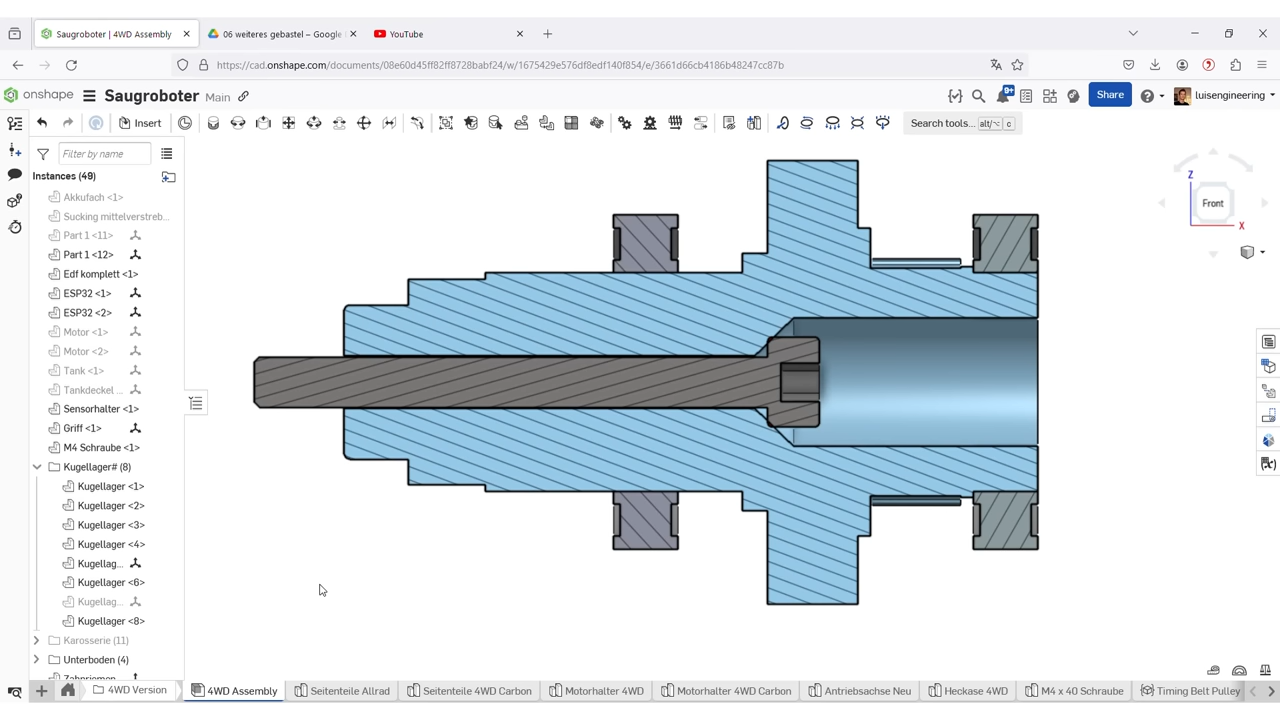 Saugroboter | 4WD Assembly
06 weiteres gebastel – Google
YouTube
https://cad.onshape.com/documents/08e60d45ff82ff8728babf24/w/1675429e576df8edf140f854/e/3661d66cb4186b48247cc87b
onshape
Saugroboter
Main
9+
Share
luisengineering
Insert
Search tools...
alt/⌥
c
Filter by name
Instances (49)
Akkufach <1>
Sucking mittelverstreb...
Part 1 <11>
Part 1 <12>
Edf komplett <1>
ESP32 <1>
ESP32 <2>
Motor <1>
Motor <2>
Tank <1>
Tankdeckel ...
Sensorhalter <1>
Griff <1>
M4 Schraube <1>
Kugellager# (8)
Kugellager <1>
Kugellager <2>
Kugellager <3>
Kugellager <4>
Kugellag...
Kugellager <6>
Kugellag...
Kugellager <8>
Karosserie (11)
Unterboden (4)
Z
Front
X
4WD Version
4WD Assembly
Seitenteile Allrad
Seitenteile 4WD Carbon
Motorhalter 4WD
Motorhalter 4WD Carbon
Antriebsachse Neu
Heckase 4WD
M4 x 40 Schraube
Timing Belt Pulley